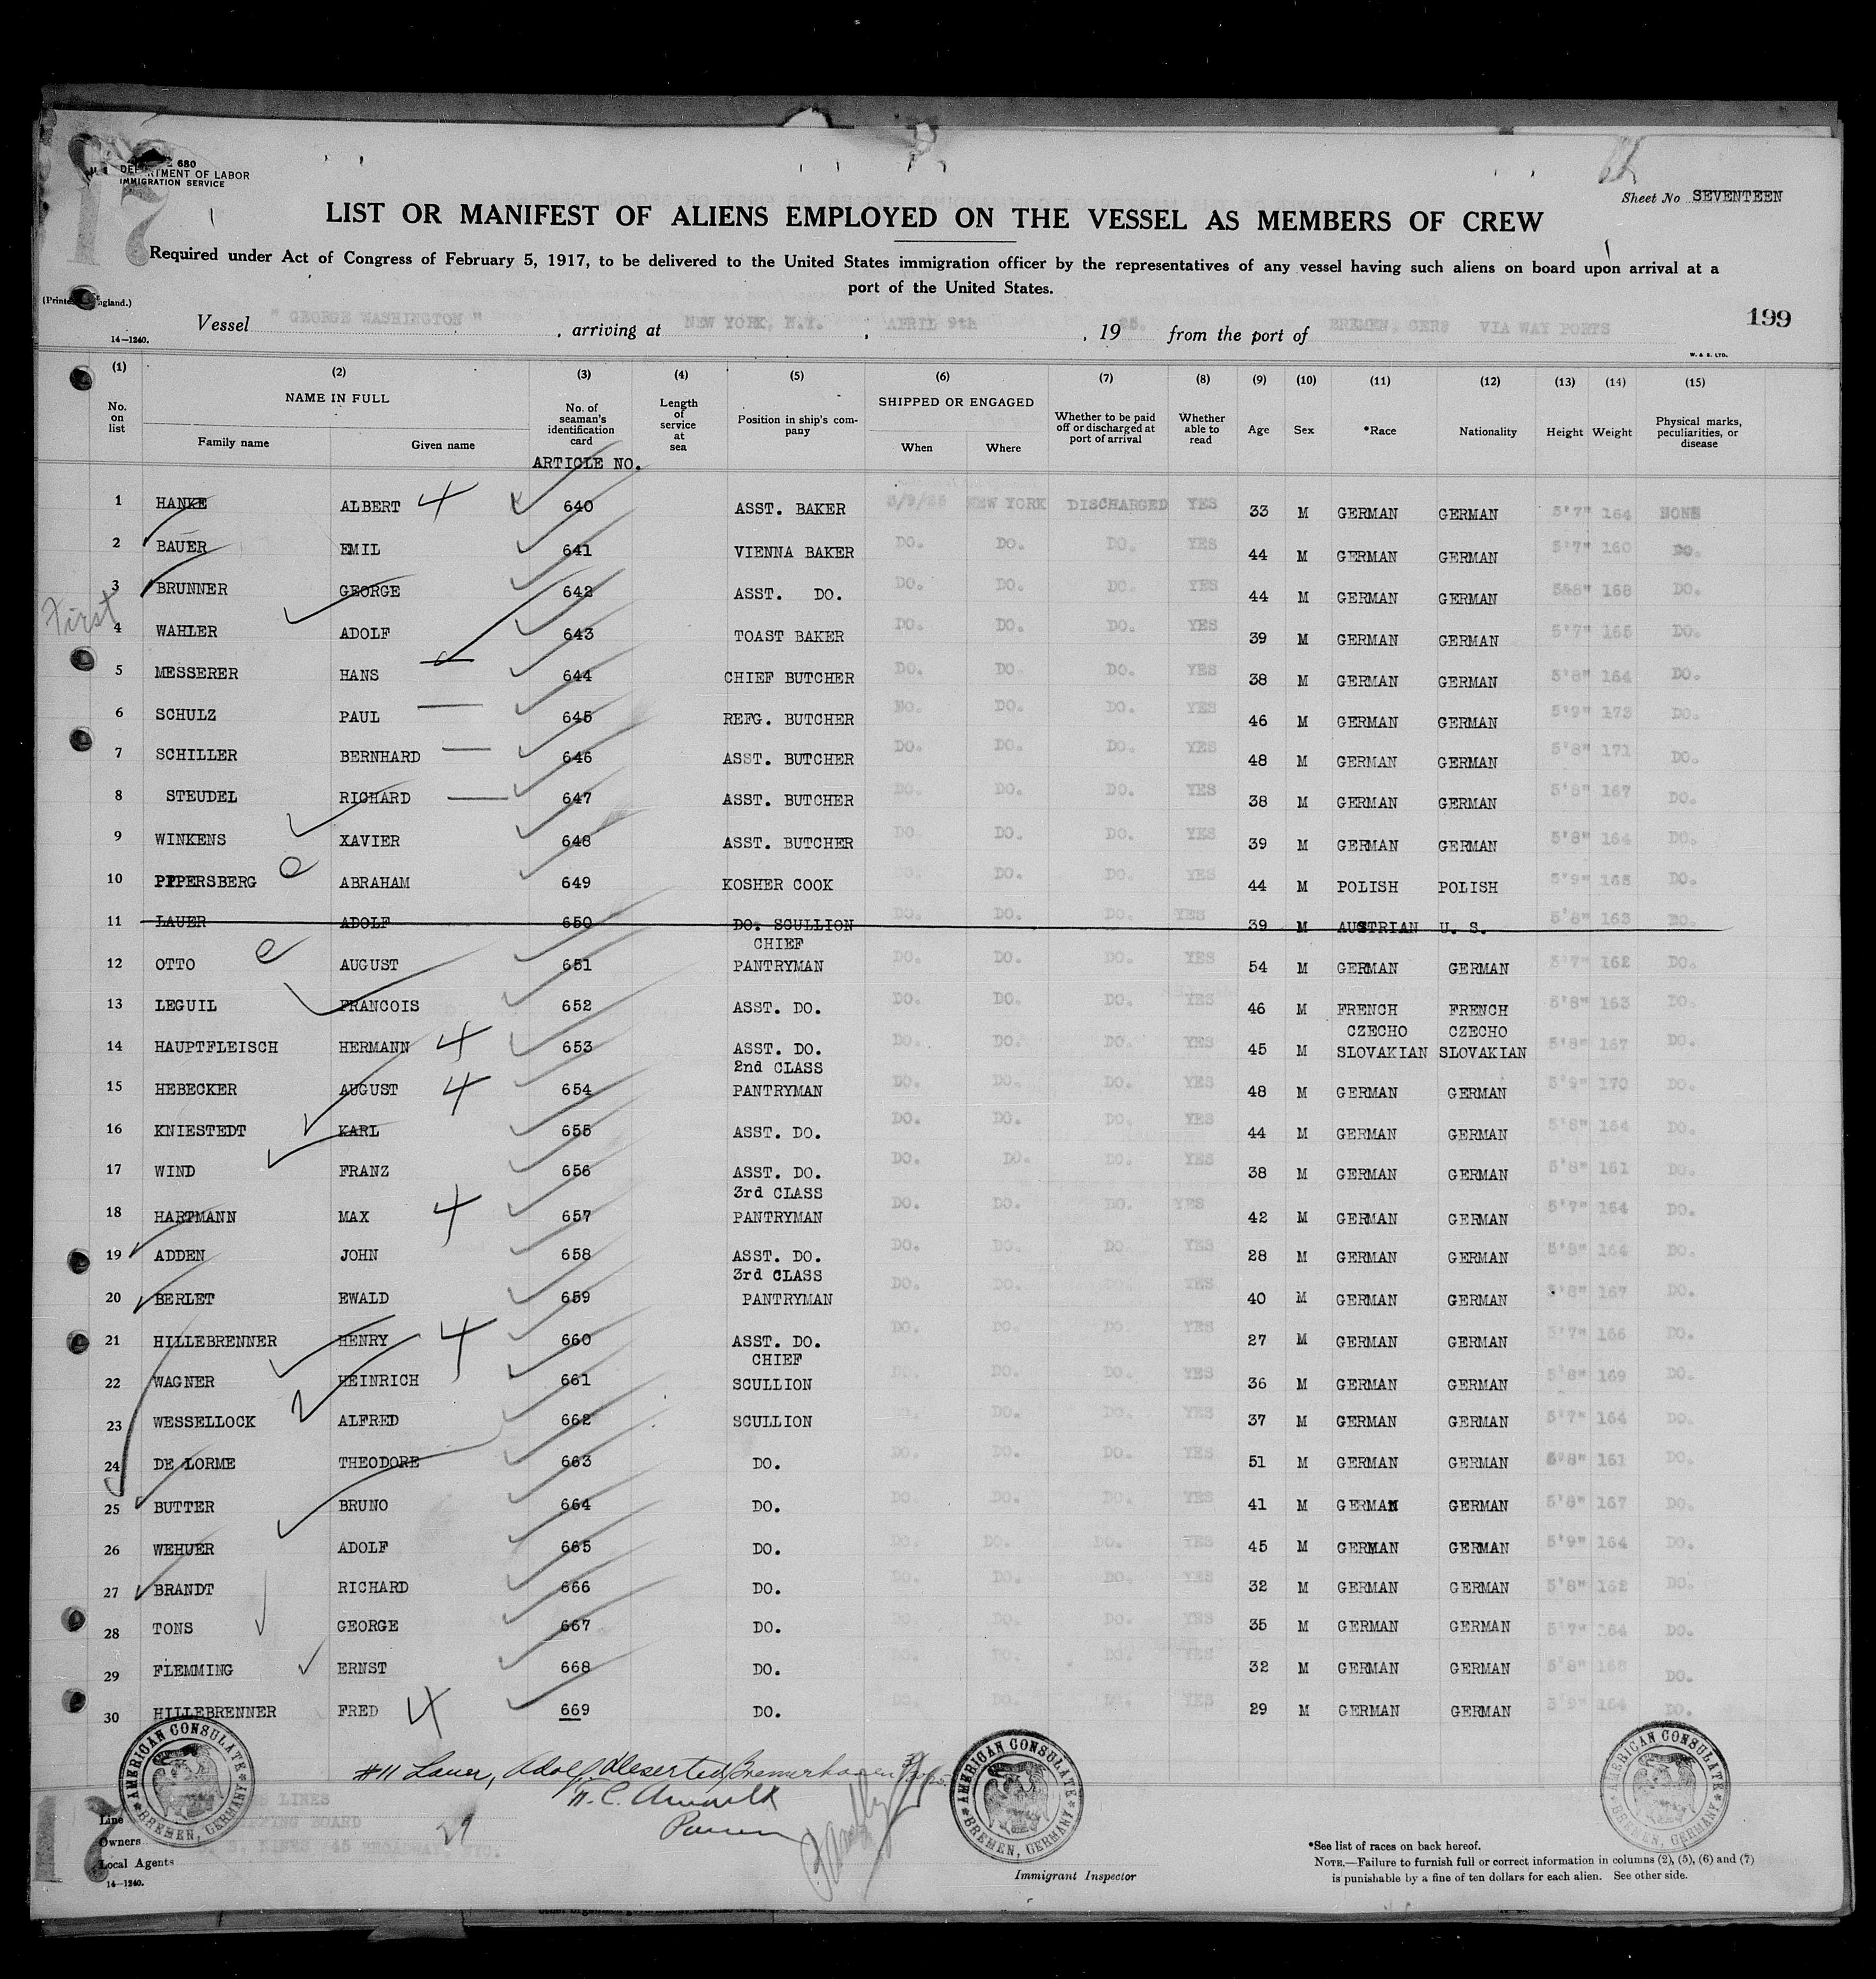 680
DEPARTMENT OF LABOR
IMMIGRATION SERVICE
17
Sheet No SEVENTEEN
LIST OR MANIFEST OF ALIENS EMPLOYED ON THE VESSEL AS MEMBERS OF CREW
Required under Act of Congress of February 5, 1917, to be delivered to the United States immigration officer by the representatives of any vessel having such aliens on board upon arrival at a
port of the United States.
Vessel " GEORGE WASHINGTON " , arriving at NEW YORK, N.Y. , APRIL 9th , 19 25. from the port of BREMEN, GERS VIA WAY PORTS
199
14—1240.
W. & S. LTD.
(1) (2) (3) (4) (5) (6) (7) (8) (9) (10) (11) (12) (13) (14) (15)
No. on list NAME IN FULL Family name Given name No. of seaman's identification card Length of service at sea Position in ship's company SHIPPED OR ENGAGED When Where Whether to be paid off or discharged at port of arrival Whether able to read Age Sex *Race Nationality Height Weight Physical marks, peculiarities, or disease
ARTICLE NO.
1 HANKE ALBERT 4 640 ASST. BAKER 3/9/25 NEW YORK DISCHARGED YES 33 M GERMAN GERMAN 5'7" 164 NONE
2 BAUER EMIL 641 VIENNA BAKER DO. DO. DO. YES 44 M GERMAN GERMAN 5'7" 160 DO.
3 BRUNNER GEORGE 642 ASST. DO. DO. DO. DO. YES 44 M GERMAN GERMAN 5&8" 168 DO.
First
4 WAHLER ADOLF 643 TOAST BAKER DO. DO. DO. YES 39 M GERMAN GERMAN 5'7" 165 DO.
5 MESSERER HANS 644 CHIEF BUTCHER DO. DO DO. YES 38 M GERMAN GERMAN 5'8" 164 DO.
6 SCHULZ PAUL 645 REFG. BUTCHER DO. DO. DO. YES 46 M GERMAN GERMAN 5'9" 173 DO.
7 SCHILLER BERNHARD 646 ASST. BUTCHER DO. DO. DO. YES 48 M GERMAN GERMAN 5'8" 171 DO.
8 STEUDEL RICHARD 647 ASST. BUTCHER DO. DO. DO. YES 38 M GERMAN GERMAN 5'8" 167 DO.
9 WINKENS XAVIER 648 ASST. BUTCHER DO DO. DO. YES 39 M GERMAN GERMAN 5'8" 164 DO.
10 PIPERSBERG ABRAHAM 649 KOSHER COOK DO. DO. YES 44 M POLISH POLISH 5'9" 165 DO.
11 LAUER ADOLF 650 DO. SCULLION DO. DO. DO. YES 39 M AUSTRIAN U. S. 5'8" 163 DO.
12 OTTO AUGUST 651 CHIEF PANTRYMAN DO. DO. DO. YES 54 M GERMAN GERMAN 5'7" 162 DO.
13 LEGUIL FRANCOIS 652 ASST. DO. DO. DO. DO. YES 46 M FRENCH FRENCH 5'8" 163 DO.
14 HAUPTFLEISCH HERMANN 4 653 ASST. DO. DO. DO. DO. YES 45 M CZECHO SLOVAKIAN CZECHO SLOVAKIAN 5'8" 167 DO.
15 HEBECKER AUGUST 4 654 2nd CLASS PANTRYMAN DO. DO. DO. YES 48 M GERMAN GERMAN 5'9" 170 DO.
16 KNIESTEDT KARL 655 ASST. DO. DO. DO. DO. YES 44 M GERMAN GERMAN 5'8" 164 DO.
17 WIND FRANZ 656 ASST. DO. DO. DO. DO. YES 38 M GERMAN GERMAN 5'8" 161 DO.
18 HARTMANN MAX 4 657 3rd CLASS PANTRYMAN DO. DO. DO. YES 42 M GERMAN GERMAN 5'7" 164 DO.
19 ADDEN JOHN 658 ASST. DO. DO. DO. DO YES 28 M GERMAN GERMAN 5'8" 164 DO.
20 BERLET EWALD 659 3rd CLASS PANTRYMAN DO. DO. DO. YES 40 M GERMAN GERMAN 5'8" 167 DO.
21 HILLEBRENNER HENRY 4 660 ASST. DO. DO. DO. DO YES 27 M GERMAN GERMAN 5'7" 166 DO.
22 WAGNER HEINRICH 661 CHIEF SCULLION DO. DO. DO. YES 36 M GERMAN GERMAN 5'8" 169 DO.
23 WESSELLOCK ALFRED 662 SCULLION DO. DO. DO. YES 37 M GERMAN GERMAN 5'7" 164 DO.
24 DE LORME THEODORE 663 DO. DO. DO. DO. YES 51 M GERMAN GERMAN 5'8" 161 DO.
25 BUTTER BRUNO 664 DO. DO. DO. DO. YES 41 M GERMAN GERMAN 5'8" 167 DO.
26 WEHUER ADOLF 665 DO. DO. DO. DO. YES 45 M GERMAN GERMAN 5'9" 164 DO.
27 BRANDT RICHARD 666 DO. DO. DO. DO. YES 32 M GERMAN GERMAN 5'8" 162 DO.
28 TONS GEORGE 667 DO. DO. DO. DO. YES 35 M GERMAN GERMAN 5'7" 164 DO.
29 FLEMMING ERNST 668 DO. DO. DO. DO. YES 32 M GERMAN GERMAN 5'8" 168 DO.
30 HILLEBRENNER FRED 4 669 DO. DO. DO. DO. YES 29 M GERMAN GERMAN 5'9" 164 DO.
AMERICAN CONSULATE BREMEN, GERMANY
AMERICAN CONSULATE BREMEN, GERMANY
AMERICAN CONSULATE BREMEN, GERMANY
#11 Lauer, Adolf deserted Bremerhaven
17
Line LINES
Owners SHIPPING BOARD
29
Local Agents U. S. LINES 45 BROADWAY, NYC.
14—1240.
Immigrant Inspector
*See list of races on back hereof.
NOTE.—Failure to furnish full or correct information in columns (2), (5), (6) and (7)
is punishable by a fine of ten dollars for each alien. See other side.